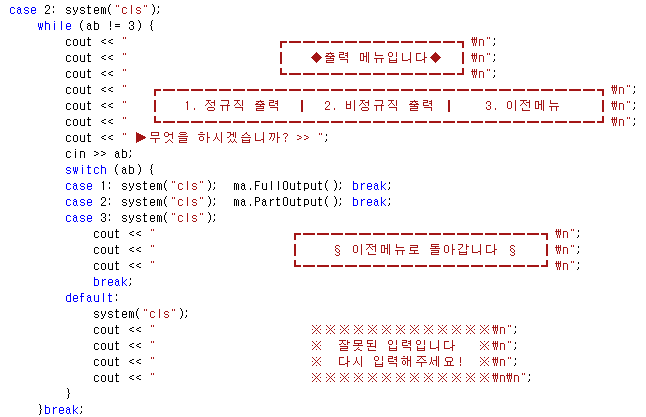 case 2: system("cls");
    while (ab != 3) {
        cout << "                      ┏━━━━━━━━━━━━┓ \n";
        cout << "                      ┃   ◆출력 메뉴입니다◆   ┃ \n";
        cout << "                      ┗━━━━━━━━━━━━┛ \n";
        cout << "    ┏━━━━━━━━━━━━━━━━━━━━━━━━━━━━━━┓ \n";
        cout << "    ┃   1. 정규직 출력  ┃  2. 비정규직 출력  ┃    3. 이전메뉴     ┃ \n";
        cout << "    ┗━━━━━━━━━━━━━━━━━━━━━━━━━━━━━━┛ \n";
        cout << " ▶무엇을 하시겠습니까? >> ";
        cin >> ab;
        switch (ab) {
        case 1: system("cls");  ma.FullOutput(); break;
        case 2: system("cls");  ma.PartOutput(); break;
        case 3: system("cls");
            cout << "                    ┏━━━━━━━━━━━━━━━━━┓ \n";
            cout << "                    ┃    § 이전메뉴로 돌아갑니다 §   ┃ \n";
            cout << "                    ┗━━━━━━━━━━━━━━━━━┛ \n";
            break;
        default:
            system("cls");
            cout << "                      ※※※※※※※※※※※※※\n";
            cout << "                      ※  잘못된 입력입니다   ※\n";
            cout << "                      ※  다시 입력해주세요!  ※\n";
            cout << "                      ※※※※※※※※※※※※※\n\n";
        }
    }break;